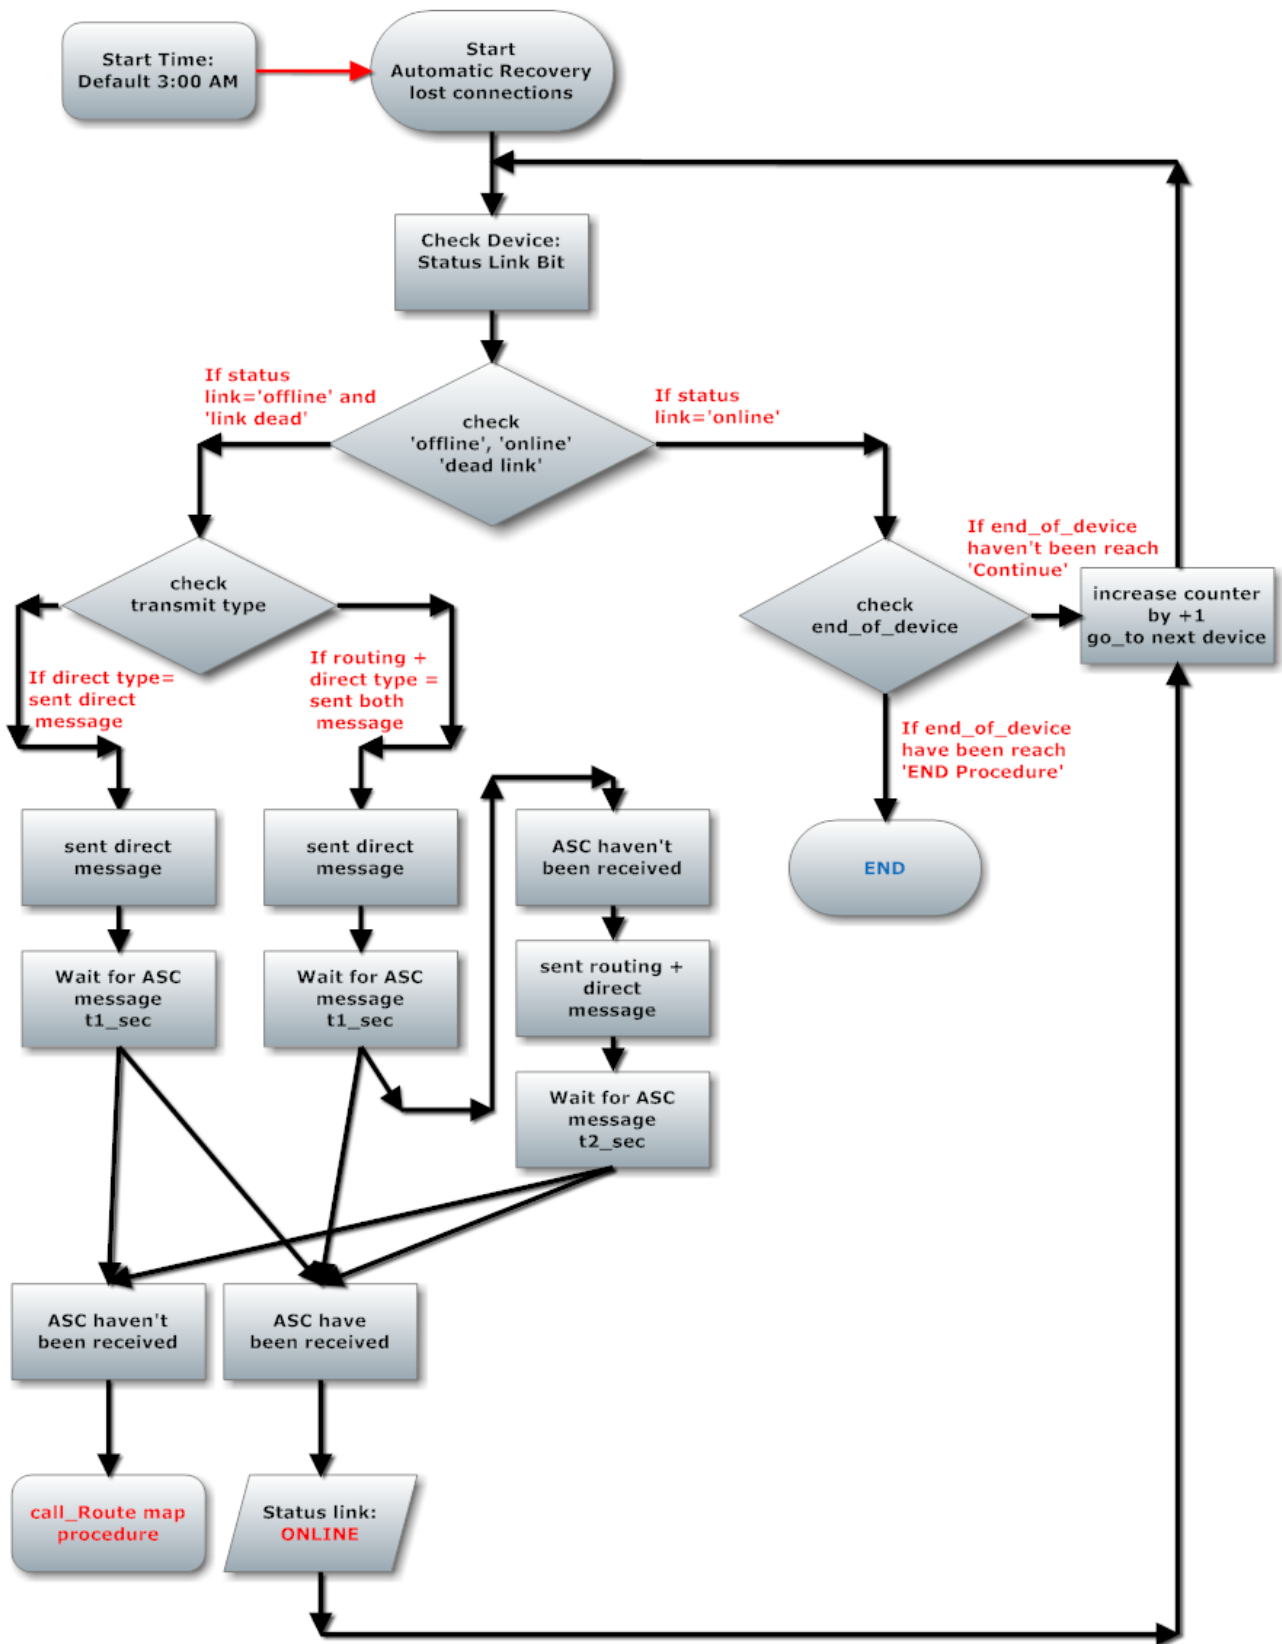 Start Time:
Default 3:00 AM
Start
Automatic Recovery
lost connections
Check Device:
Status Link Bit
If status
link='offline' and
'link dead'
If status
link='online'
check
'offline', 'online'
'dead link'
check
transmit type
check
end_of_device
If end_of_device
haven't been reach
'Continue'
increase counter
by +1
go_to next device
If direct type=
sent direct
message
If routing +
direct type =
sent both
message
If end_of_device
have been reach
'END Procedure'
sent direct
message
sent direct
message
ASC haven't
been received
END
Wait for ASC
message
t1_sec
Wait for ASC
message
t1_sec
sent routing +
direct
message
Wait for ASC
message
t2_sec
ASC haven't
been received
ASC have
been received
call_Route map
procedure
Status link:
ONLINE